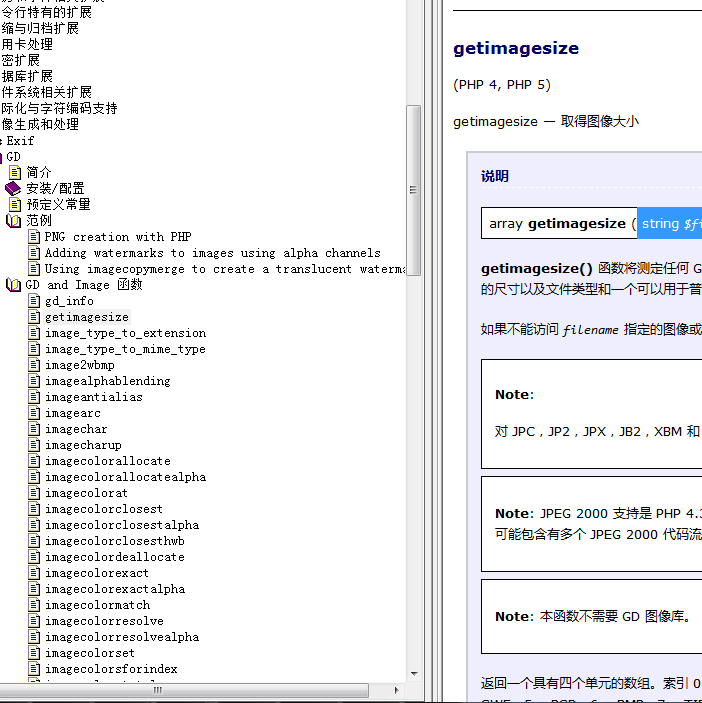 令行特有的扩展
缩与归档扩展
用卡处理
密扩展
据库扩展
件系统相关扩展
际化与字符编码支持
像生成和处理
Exif
GD
简介
安装/配置
预定义常量
范例
PNG creation with PHP
Adding watermarks to images using alpha channels
Using imagecopymerge to create a translucent waterma
GD and Image 函数
gd_info
getimagesize
image_type_to_extension
image_type_to_mime_type
image2wbmp
imagealphablending
imageantialias
imagearc
imagechar
imagecharup
imagecolorallocate
imagecolorallocatealpha
imagecolorat
imagecolorclosest
imagecolorclosestalpha
imagecolorclosesthwb
imagecolordeallocate
imagecolorexact
imagecolorexactalpha
imagecolormatch
imagecolorresolve
imagecolorresolvealpha
imagecolorset
imagecolorsforindex
getimagesize
(PHP 4, PHP 5)
getimagesize — 取得图像大小
说明
array getimagesize ( string $fi
getimagesize() 函数将测定任何 G
的尺寸以及文件类型和一个可以用于普
如果不能访问 filename 指定的图像或
Note:
对 JPC，JP2，JPX，JB2，XBM 和
Note: JPEG 2000 支持是 PHP 4.3
可能包含有多个 JPEG 2000 代码流
Note: 本函数不需要 GD 图像库。
返回一个具有四个单元的数组。索引 0